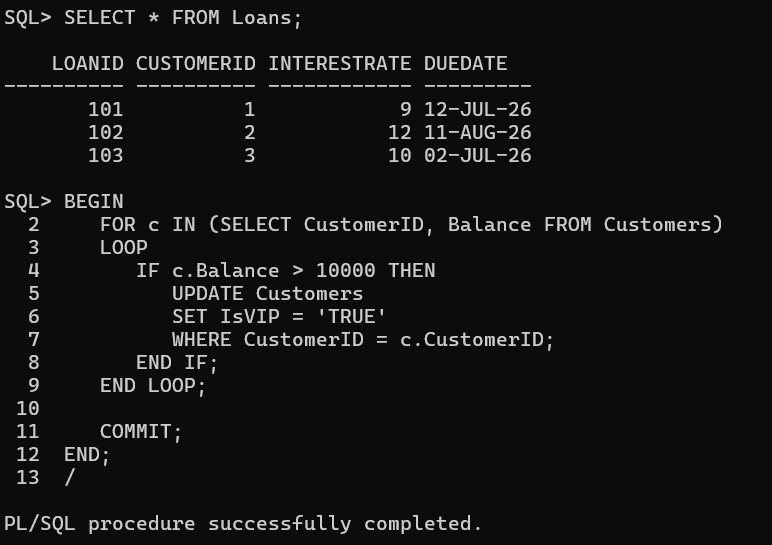 SQL> SELECT * FROM Loans;
    LOANID CUSTOMERID INTERESTRATE DUEDATE
---------- ---------- ------------ ---------
       101          1            9 12-JUL-26
       102          2           12 11-AUG-26
       103          3           10 02-JUL-26
SQL> BEGIN
  2     FOR c IN (SELECT CustomerID, Balance FROM Customers)
  3     LOOP
  4        IF c.Balance > 10000 THEN
  5           UPDATE Customers
  6           SET IsVIP = 'TRUE'
  7           WHERE CustomerID = c.CustomerID;
  8        END IF;
  9     END LOOP;
 10
 11     COMMIT;
 12  END;
 13  /
PL/SQL procedure successfully completed.